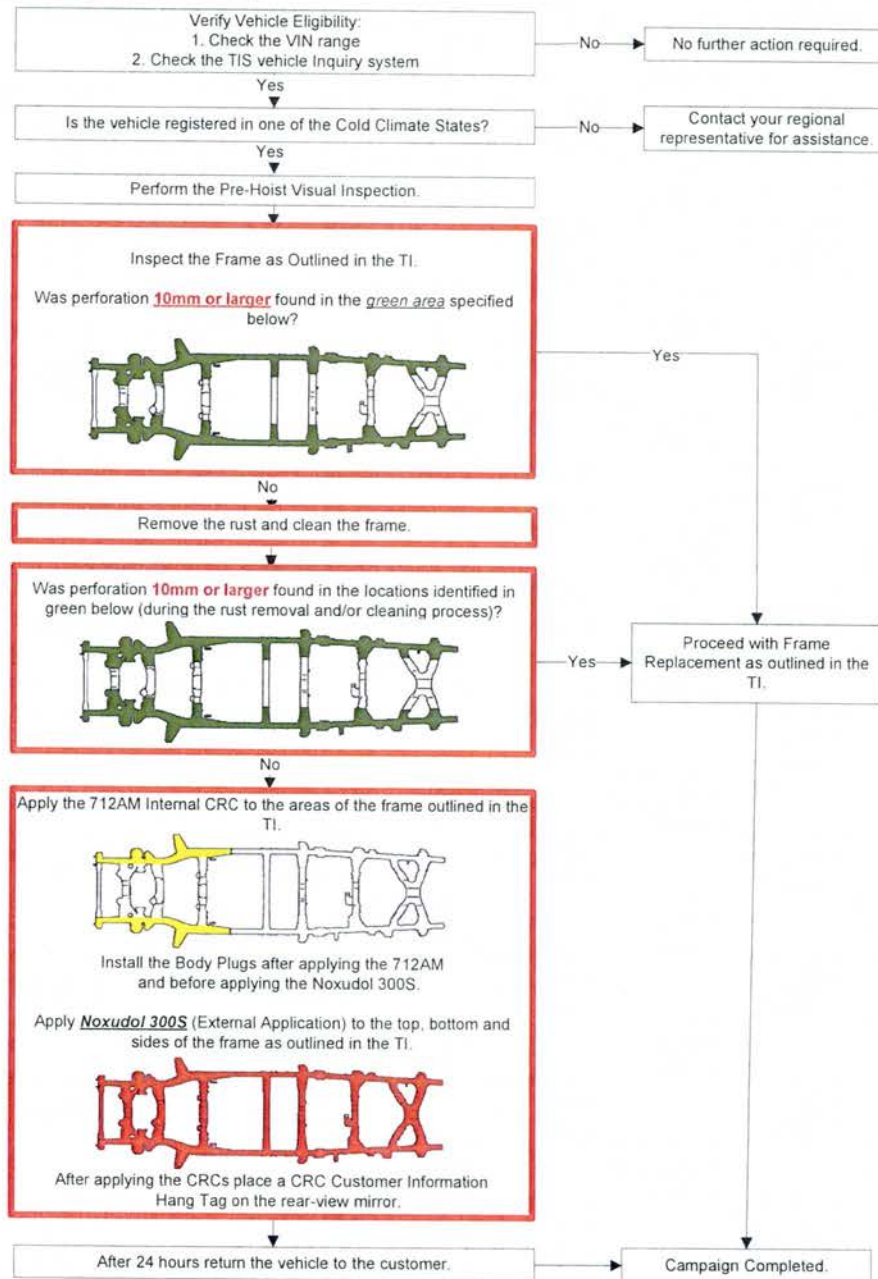 Verify Vehicle Eligibility:
1. Check the VIN range
2. Check the TIS vehicle Inquiry system
No
No further action required.
Yes
Is the vehicle registered in one of the Cold Climate States?
No
Contact your regional
representative for assistance.
Yes
Perform the Pre-Hoist Visual Inspection.
Inspect the Frame as Outlined in the TI.
Was perforation 10mm or larger found in the green area specified
below?
Yes
No
Remove the rust and clean the frame.
Was perforation 10mm or larger found in the locations identified in
green below (during the rust removal and/or cleaning process)?
Yes
Proceed with Frame
Replacement as outlined in the
TI.
No
Apply the 712AM Internal CRC to the areas of the frame outlined in the
TI.
Install the Body Plugs after applying the 712AM
and before applying the Noxudol 300S.
Apply Noxudol 300S (External Application) to the top, bottom and
sides of the frame as outlined in the TI.
After applying the CRCs place a CRC Customer Information
Hang Tag on the rear-view mirror.
After 24 hours return the vehicle to the customer.
Campaign Completed.